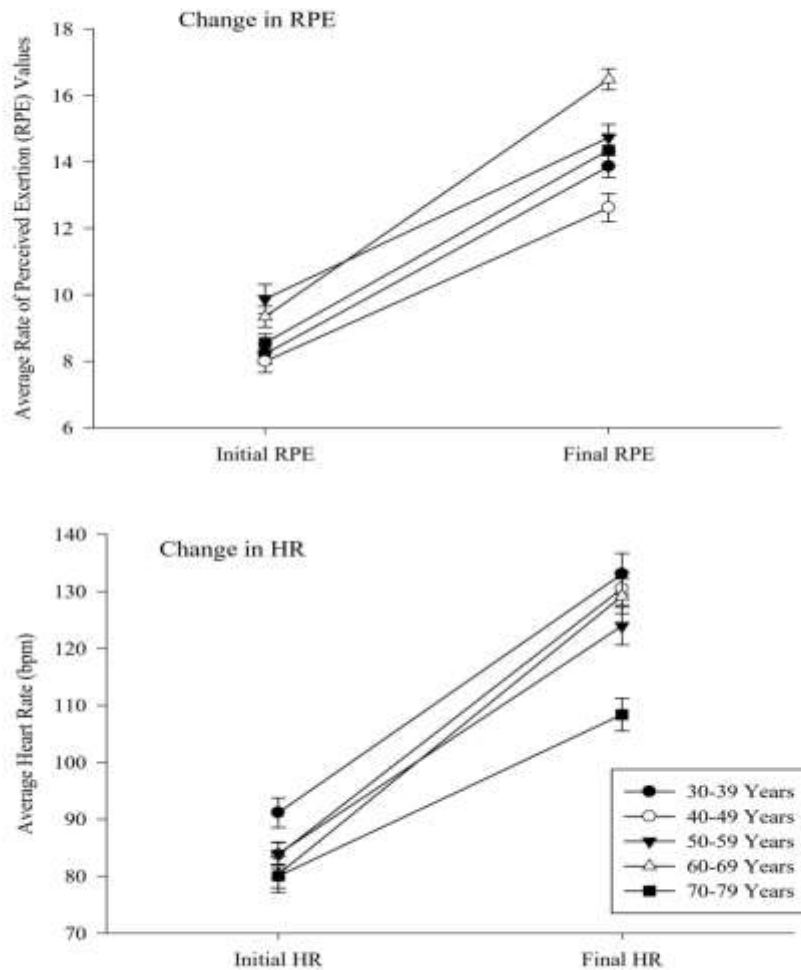 Change in RPE
Average Rate of Perceived Exertion (RPE) Values
18
16
14
12
10
8
6
Initial RPE Final RPE
Change in HR
Average Heart Rate (bpm)
140
130
120
110
100
90
80
70
30-39 Years
40-49 Years
50-59 Years
60-69 Years
70-79 Years
Initial HR Final HR